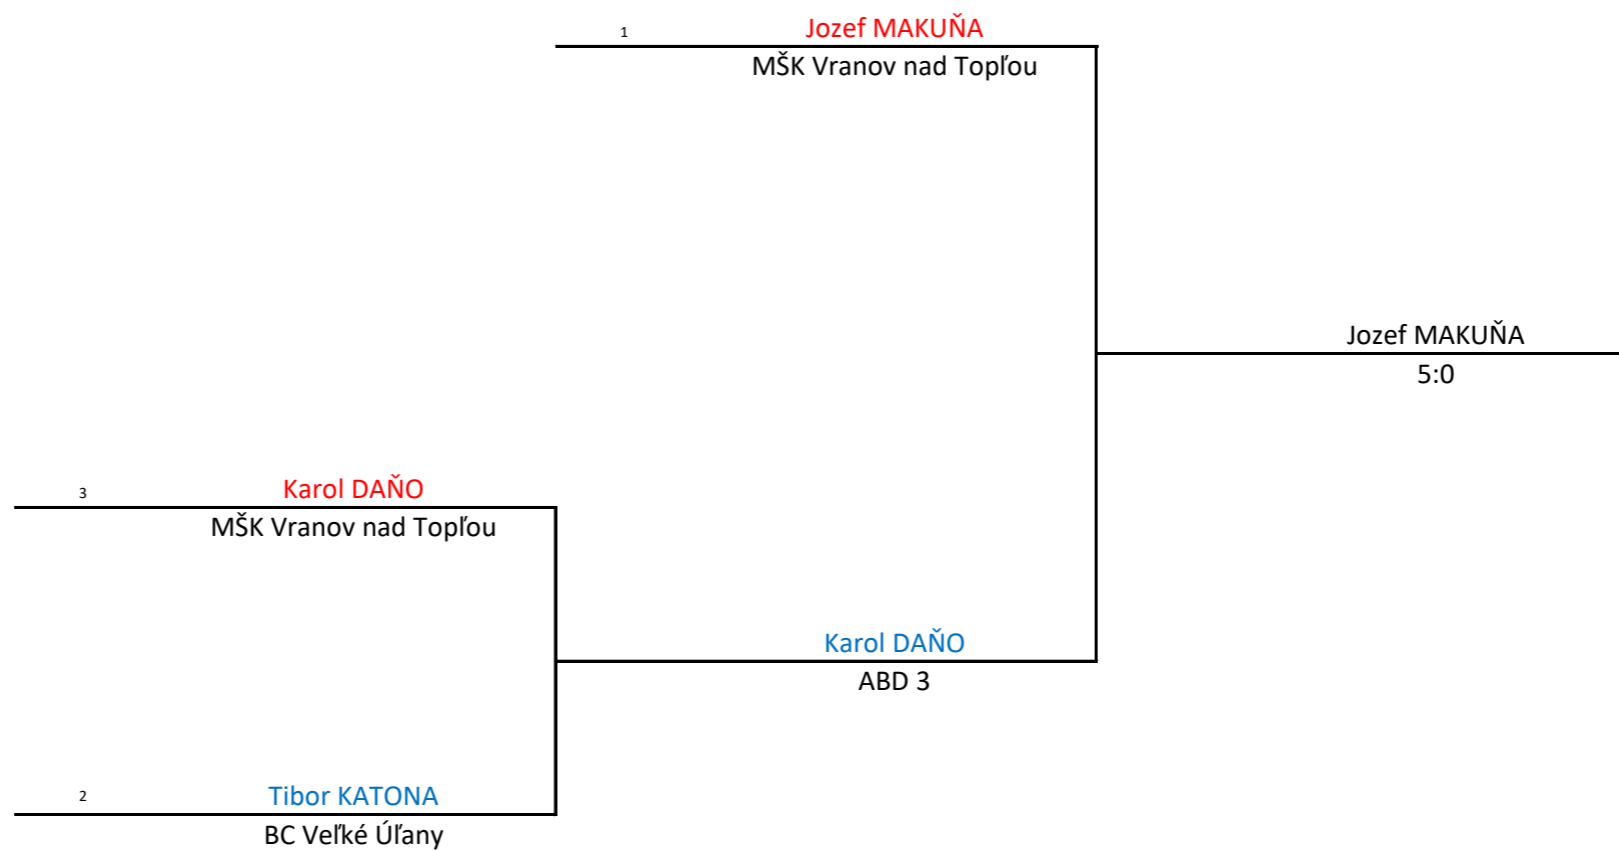 1
Jozef MAKUŇA
MŠK Vranov nad Topľou
Jozef MAKUŇA
5:0
3
Karol DAŇO
MŠK Vranov nad Topľou
Karol DAŇO
ABD 3
2
Tibor KATONA
BC Veľké Úľany